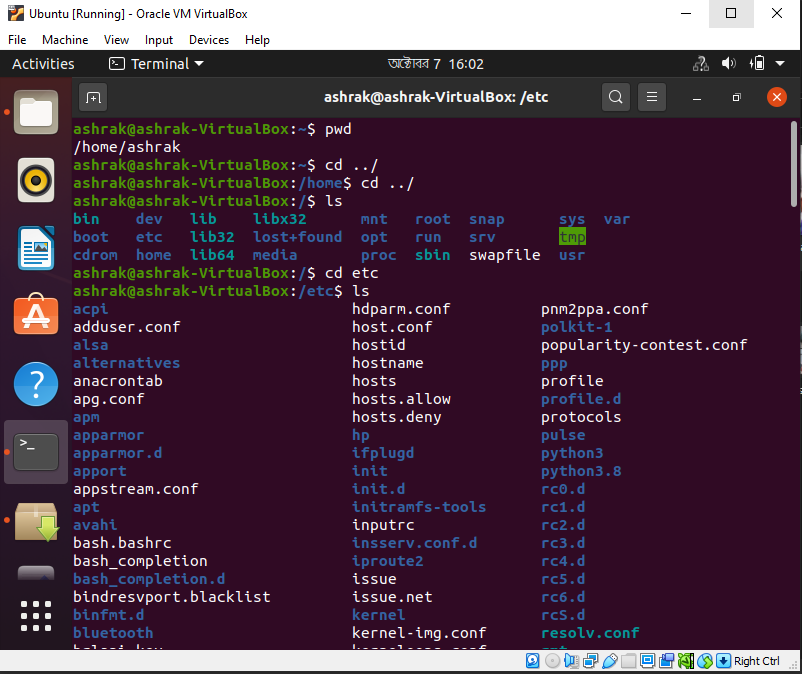 Ubuntu [Running] - Oracle VM VirtualBox
File Machine View Input Devices Help
Activities Terminal অক্টোবর 7 16:02
ashrak@ashrak-VirtualBox: /etc
ashrak@ashrak-VirtualBox:~$ pwd
/home/ashrak
ashrak@ashrak-VirtualBox:~$ cd ../
ashrak@ashrak-VirtualBox:/home$ cd ../
ashrak@ashrak-VirtualBox:/$ ls
bin dev lib libx32 mnt root snap sys var
boot etc lib32 lost+found opt run srv tmp
cdrom home lib64 media proc sbin swapfile usr
ashrak@ashrak-VirtualBox:/$ cd etc
ashrak@ashrak-VirtualBox:/etc$ ls
acpi hdparm.conf pnm2ppa.conf
adduser.conf host.conf polkit-1
alsa hostid popularity-contest.conf
alternatives hostname ppp
anacrontab hosts profile
apg.conf hosts.allow profile.d
apm hosts.deny protocols
apparmor hp pulse
apparmor.d ifplugd python3
apport init python3.8
appstream.conf init.d rc0.d
apt initramfs-tools rc1.d
avahi inputrc rc2.d
bash.bashrc insserv.conf.d rc3.d
bash_completion iproute2 rc4.d
bash_completion.d issue rc5.d
bindresvport.blacklist issue.net rc6.d
binfmt.d kernel rcS.d
bluetooth kernel-img.conf resolv.conf
Right Ctrl